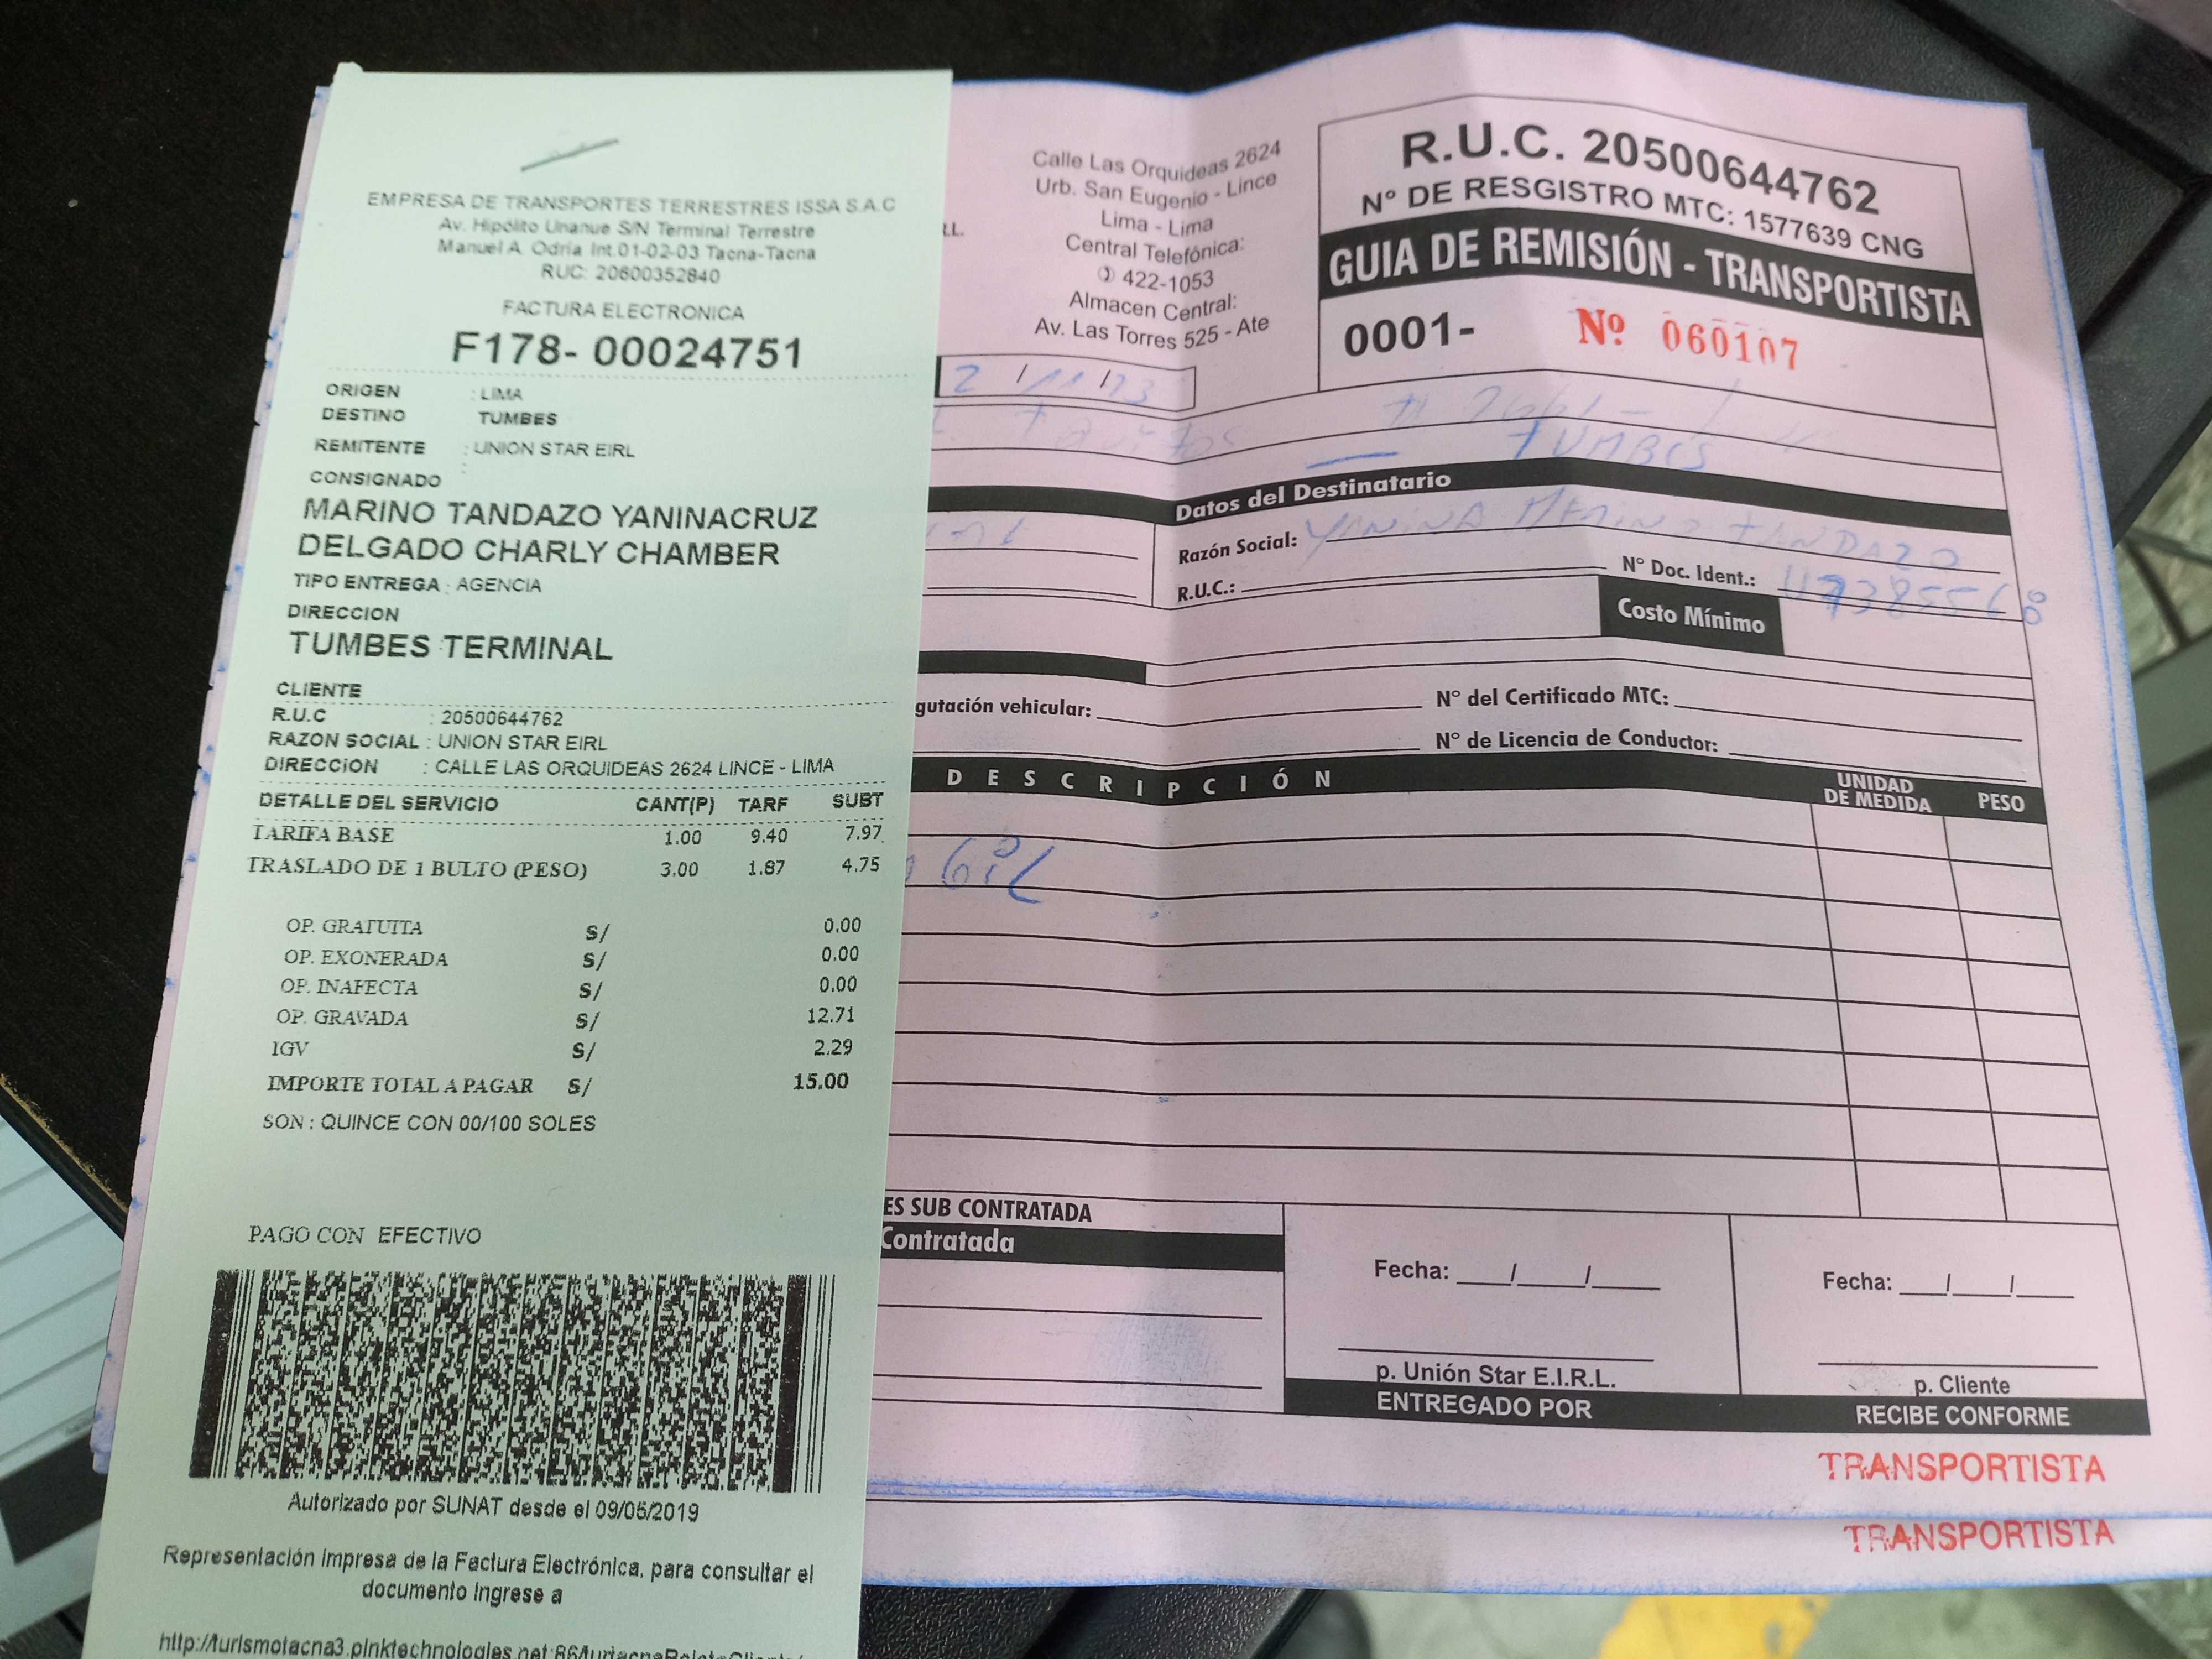 EMPRESA DE TRANSPORTES TERRESTRES ISSA S.A.C
Av. Hipólito Unanue S/N Terminal Terrestre
Manuel A. Odría Int.01-02-03 Tacna-Tacna
RUC: 20600352840
FACTURA ELECTRONICA
F178- 00024751
ORIGEN : LIMA
DESTINO TUMBES
REMITENTE : UNION STAR EIRL
CONSIGNADO :
MARINO TANDAZO YANINACRUZ
DELGADO CHARLY CHAMBER
TIPO ENTREGA : AGENCIA
DIRECCION
TUMBES TERMINAL
CLIENTE
R.U.C : 20500644762
RAZON SOCIAL : UNION STAR EIRL
DIRECCION : CALLE LAS ORQUIDEAS 2624 LINCE - LIMA
DETALLE DEL SERVICIO CANT(P) TARF SUBT
TARIFA BASE 1.00 9.40 7.97
TRASLADO DE 1 BULTO (PESO) 3.00 1.87 4.75
OP. GRATUITA S/ 0.00
OP. EXONERADA S/ 0.00
OP. INAFECTA S/ 0.00
OP. GRAVADA S/ 12.71
IGV S/ 2.29
IMPORTE TOTAL A PAGAR S/ 15.00
SON : QUINCE CON 00/100 SOLES
PAGO CON EFECTIVO
Autorizado por SUNAT desde el 09/05/2019
Representación Impresa de la Factura Electrónica, para consultar el
documento Ingrese a
Calle Las Orquideas 2624
Urb. San Eugenio - Lince
Lima - Lima
Central Telefónica:
422-1053
Almacen Central:
Av. Las Torres 525 - Ate
R.U.C. 20500644762
N° DE RESGISTRO MTC: 1577639 CNG
GUIA DE REMISIÓN - TRANSPORTISTA
0001- Nº 060107
2 / 11 / 23
TUMBES
Datos del Destinatario
Razón Social: YANINA MERINO TANDAZO
R.U.C.: N° Doc. Ident.:
Costo Mínimo
gutación vehicular: N° del Certificado MTC:
N° de Licencia de Conductor:
DESCRIPCIÓN UNIDAD DE MEDIDA PESO
ES SUB CONTRATADA
Contratada
Fecha: / / Fecha: / /
p. Unión Star E.I.R.L. p. Cliente
ENTREGADO POR RECIBE CONFORME
TRANSPORTISTA
TRANSPORTISTA